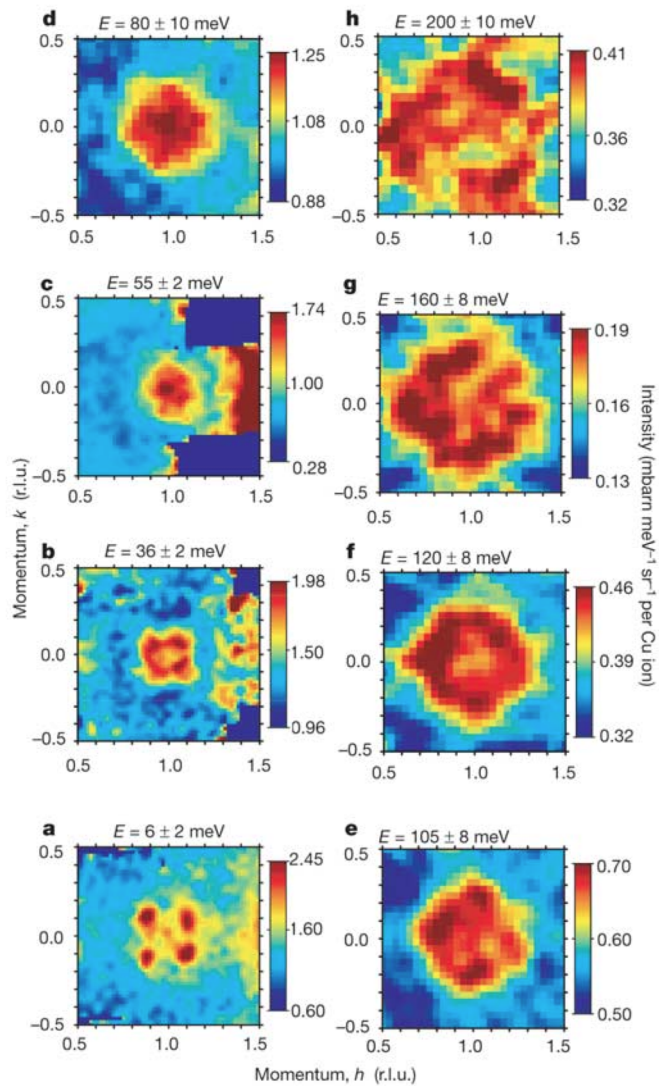 d E = 80 ± 10 meV
0.5
0.0
−0.5
0.5 1.0 1.5
1.25
1.08
0.88
h E = 200 ± 10 meV
0.5
0.0
−0.5
0.5 1.0 1.5
0.41
0.36
0.32
c E = 55 ± 2 meV
0.5
0.0
−0.5
0.5 1.0 1.5
1.74
1.00
0.28
g E = 160 ± 8 meV
0.5
0.0
−0.5
0.5 1.0 1.5
0.19
0.16
0.13
b E = 36 ± 2 meV
0.5
0.0
−0.5
0.5 1.0 1.5
1.98
1.50
0.96
f E = 120 ± 8 meV
0.5
0.0
−0.5
0.5 1.0 1.5
0.46
0.39
0.32
a E = 6 ± 2 meV
0.5
0.0
−0.5
0.5 1.0 1.5
2.45
1.60
0.60
e E = 105 ± 8 meV
0.5
0.0
−0.5
0.5 1.0 1.5
0.70
0.60
0.50
Momentum, k (r.l.u.)
Intensity (mbarn meV⁻¹ sr⁻¹ per Cu ion)
Momentum, h (r.l.u.)